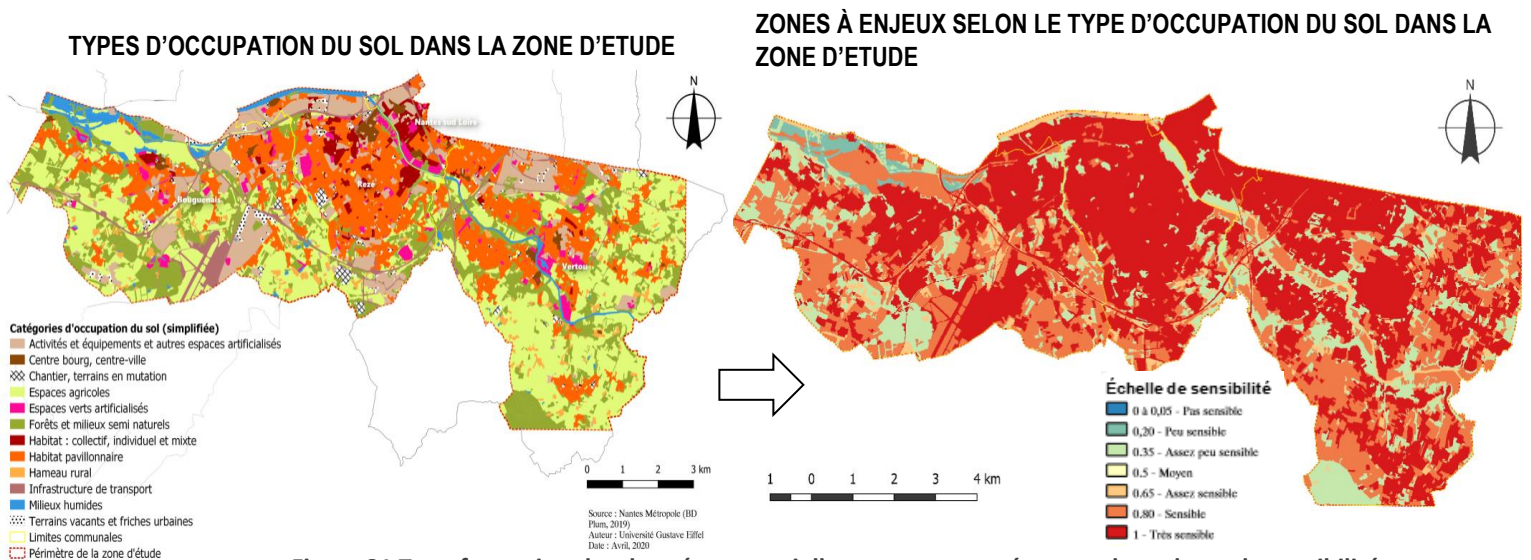 TYPES D’OCCUPATION DU SOL DANS LA ZONE D’ETUDE
N
Nantes sud Loire
Rezé
Bouguenais
Vertou
Catégories d'occupation du sol (simplifiée)
Activités et équipements et autres espaces artificialisés
Centre bourg, centre-ville
Chantier, terrains en mutation
Espaces agricoles
Espaces verts artificialisés
Forêts et milieux semi naturels
Habitat : collectif, individuel et mixte
Habitat pavillonnaire
Hameau rural
Infrastructure de transport
Milieux humides
Terrains vacants et friches urbaines
Limites communales
Périmètre de la zone d'étude
0 1 2 3 km
Source : Nantes Métropole (BD
Plum, 2019)
Auteur : Université Gustave Eiffel
Date : Avril, 2020
ZONES À ENJEUX SELON LE TYPE D’OCCUPATION DU SOL DANS LA
ZONE D’ETUDE
N
1 0 1 2 3 4 km
Échelle de sensibilité
0 à 0,05 - Pas sensible
0,20 - Peu sensible
0.35 - Assez peu sensible
0.5 - Moyen
0.65 - Assez sensible
0,80 - Sensible
1 - Très sensible